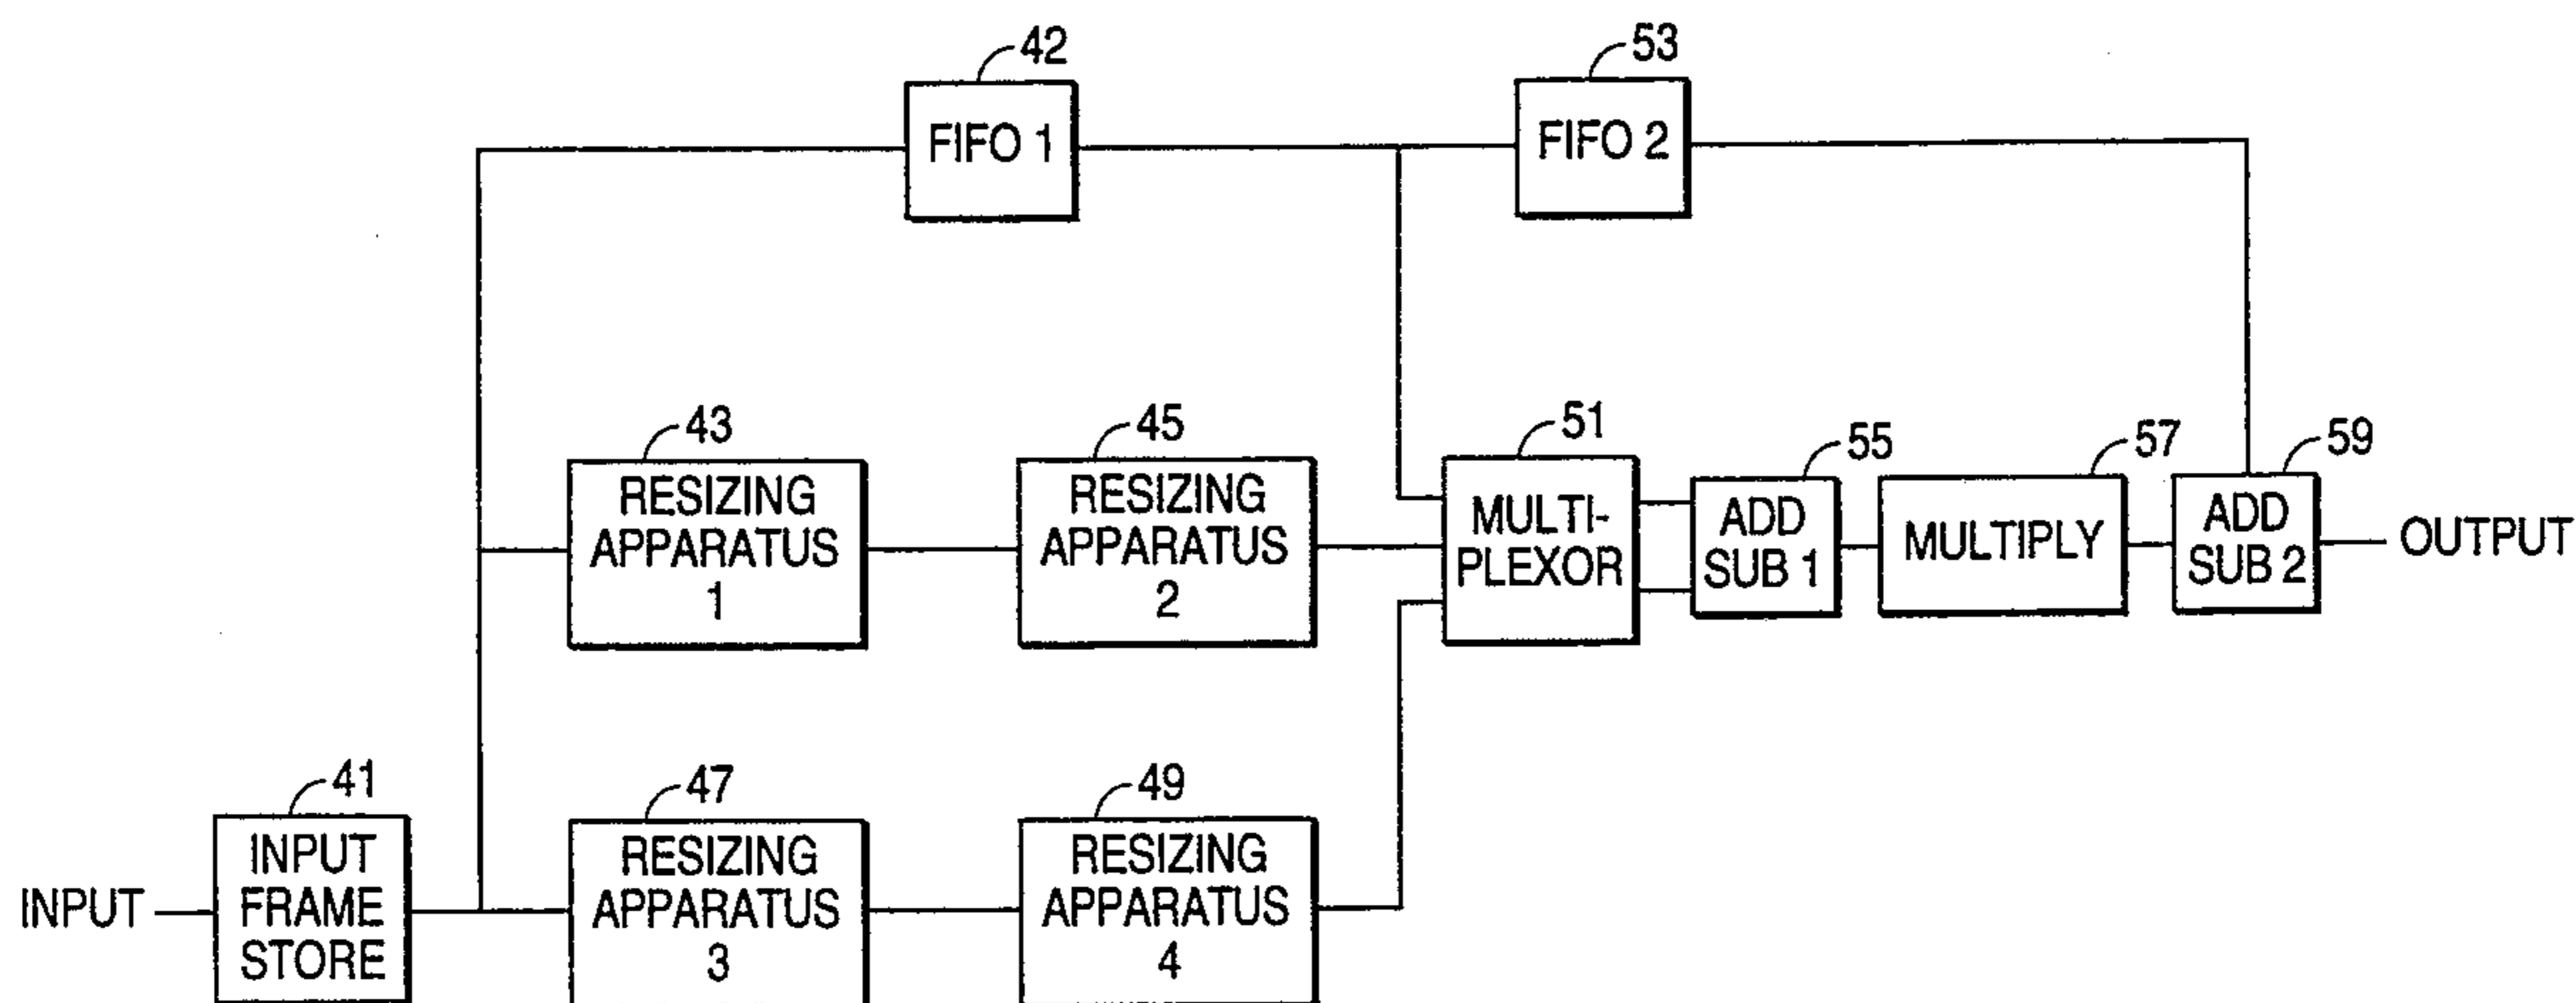 42
FIFO 1
53
FIFO 2
43
RESIZING
APPARATUS
1
45
RESIZING
APPARATUS
2
51
MULTI-
PLEXOR
55
ADD
SUB 1
57
MULTIPLY
59
ADD
SUB 2
OUTPUT
INPUT
41
INPUT
FRAME
STORE
47
RESIZING
APPARATUS
3
49
RESIZING
APPARATUS
4